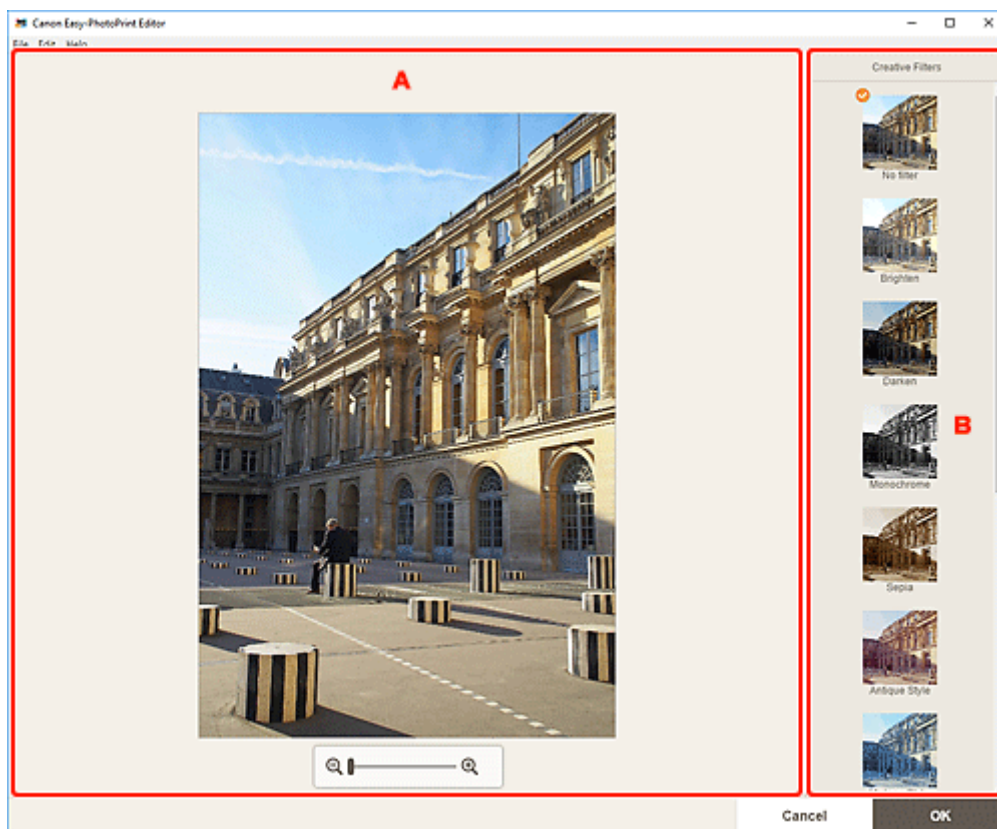 Canon Easy-PhotoPrint Editor
File Edit Help
A
Creative Filters
No filter
Brighten
Darken
Monochrome
B
Sepia
Antique Style
Cancel
OK